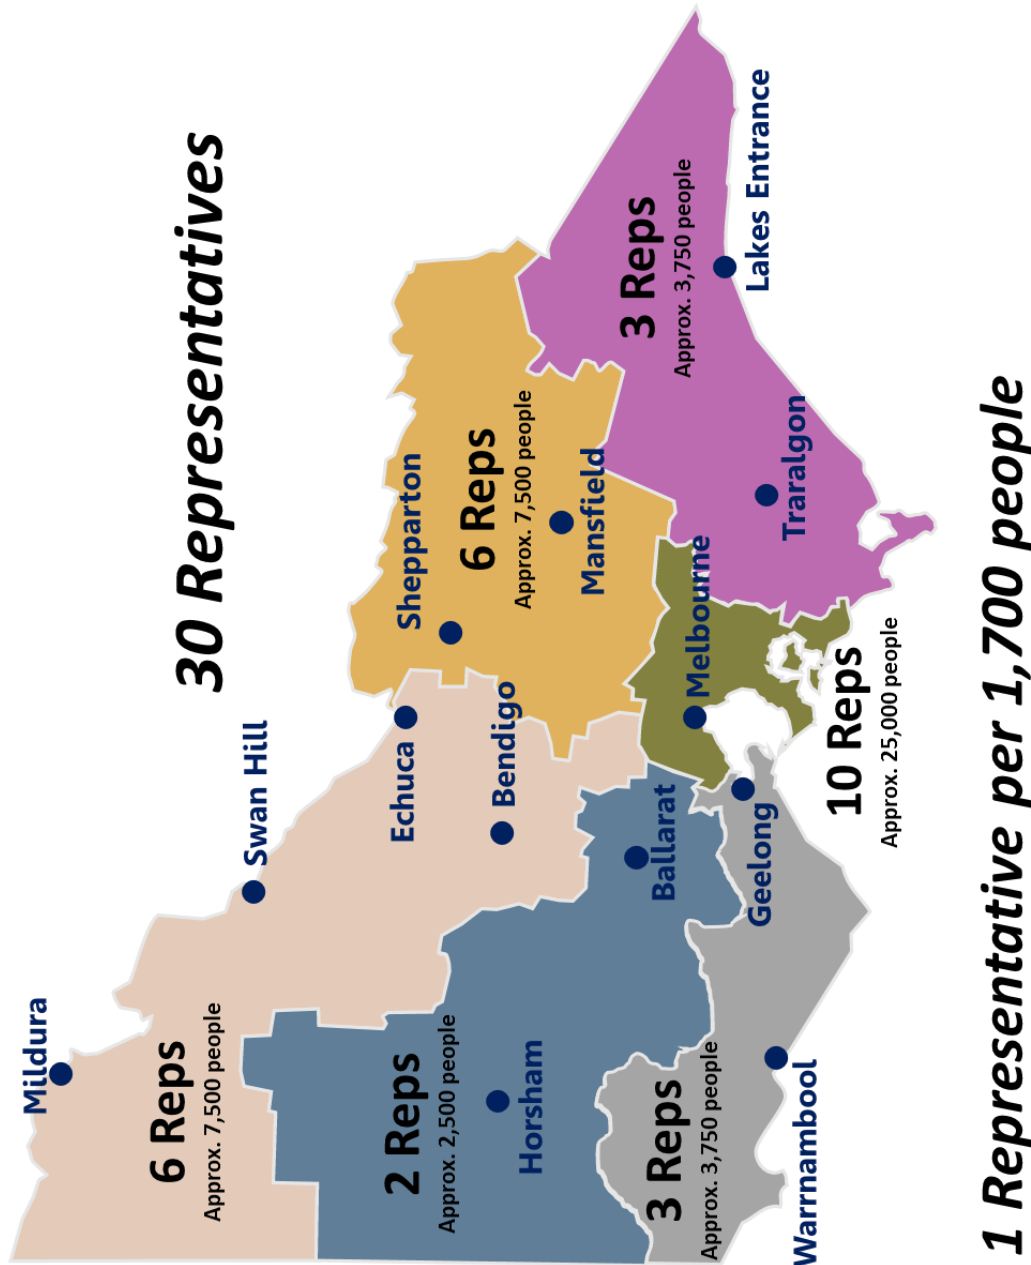 30 Representatives
Mildura
Swan Hill
6 Reps
Approx. 7,500 people
Echuca
Shepparton
Bendigo
6 Reps
Approx. 7,500 people
2 Reps
Approx. 2,500 people
Horsham
Mansfield
Ballarat
Melbourne
3 Reps
Approx. 3,750 people
3 Reps
Approx. 3,750 people
Geelong
Traralgon
Lakes Entrance
Warrnambool
10 Reps
Approx. 25,000 people
1 Representative per 1,700 people